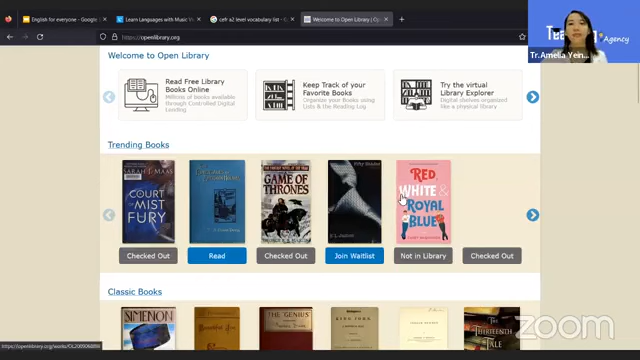 English for everyone - Google
Learn Languages with Music V
cefr a2 level vocabulary list -
Welcome to Open Library | Op
https://openlibrary.org
Agency
Tr.Amelia Yein...
Welcome to Open Library
Read Free Library
Books Online
Millions of books available
through Controlled Digital
Lending
Keep Track of your
Favorite Books
Organize your Books using
Lists & the Reading Log
Try the virtual
Library Explorer
Digital shelves organized
like a physical library
Trending Books
SARAH J. MAAS
COURT
MIST
FURY
GAME OF
THRONES
RED,
WHITE &
ROYAL
BLUE
Checked Out
Read
Checked Out
Join Waitlist
Not in Library
Checked Out
Classic Books
SIMENON
THE GENIUS
KING JOHN
THE
THIRTEENTH
TALE
zoom